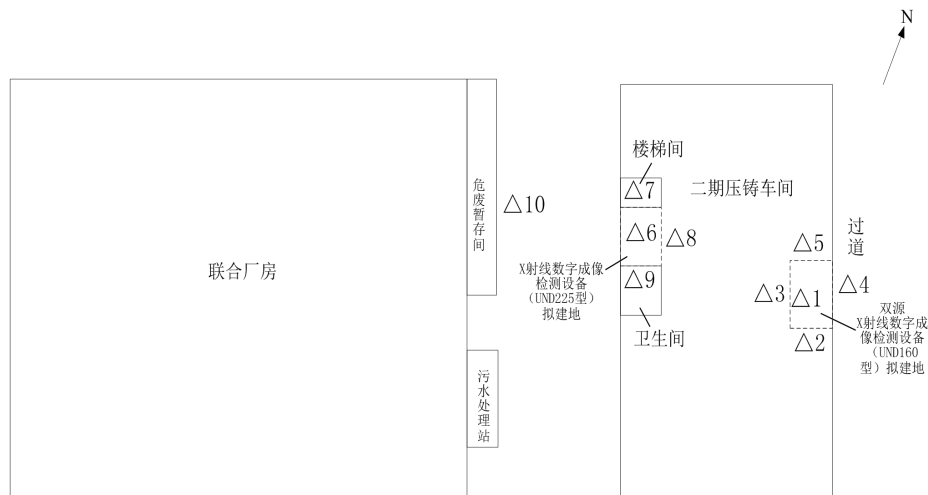 N
楼梯间
危废暂存间
△7
二期压铸车间
△10
过道
△6
△8
△5
联合厂房
X射线数字成像
检测设备
(UND225型)
拟建地
△9
△3
△1
△4
双源
X射线数字成
像检测设备
(UND160
型)拟建地
卫生间
△2
污水处理站